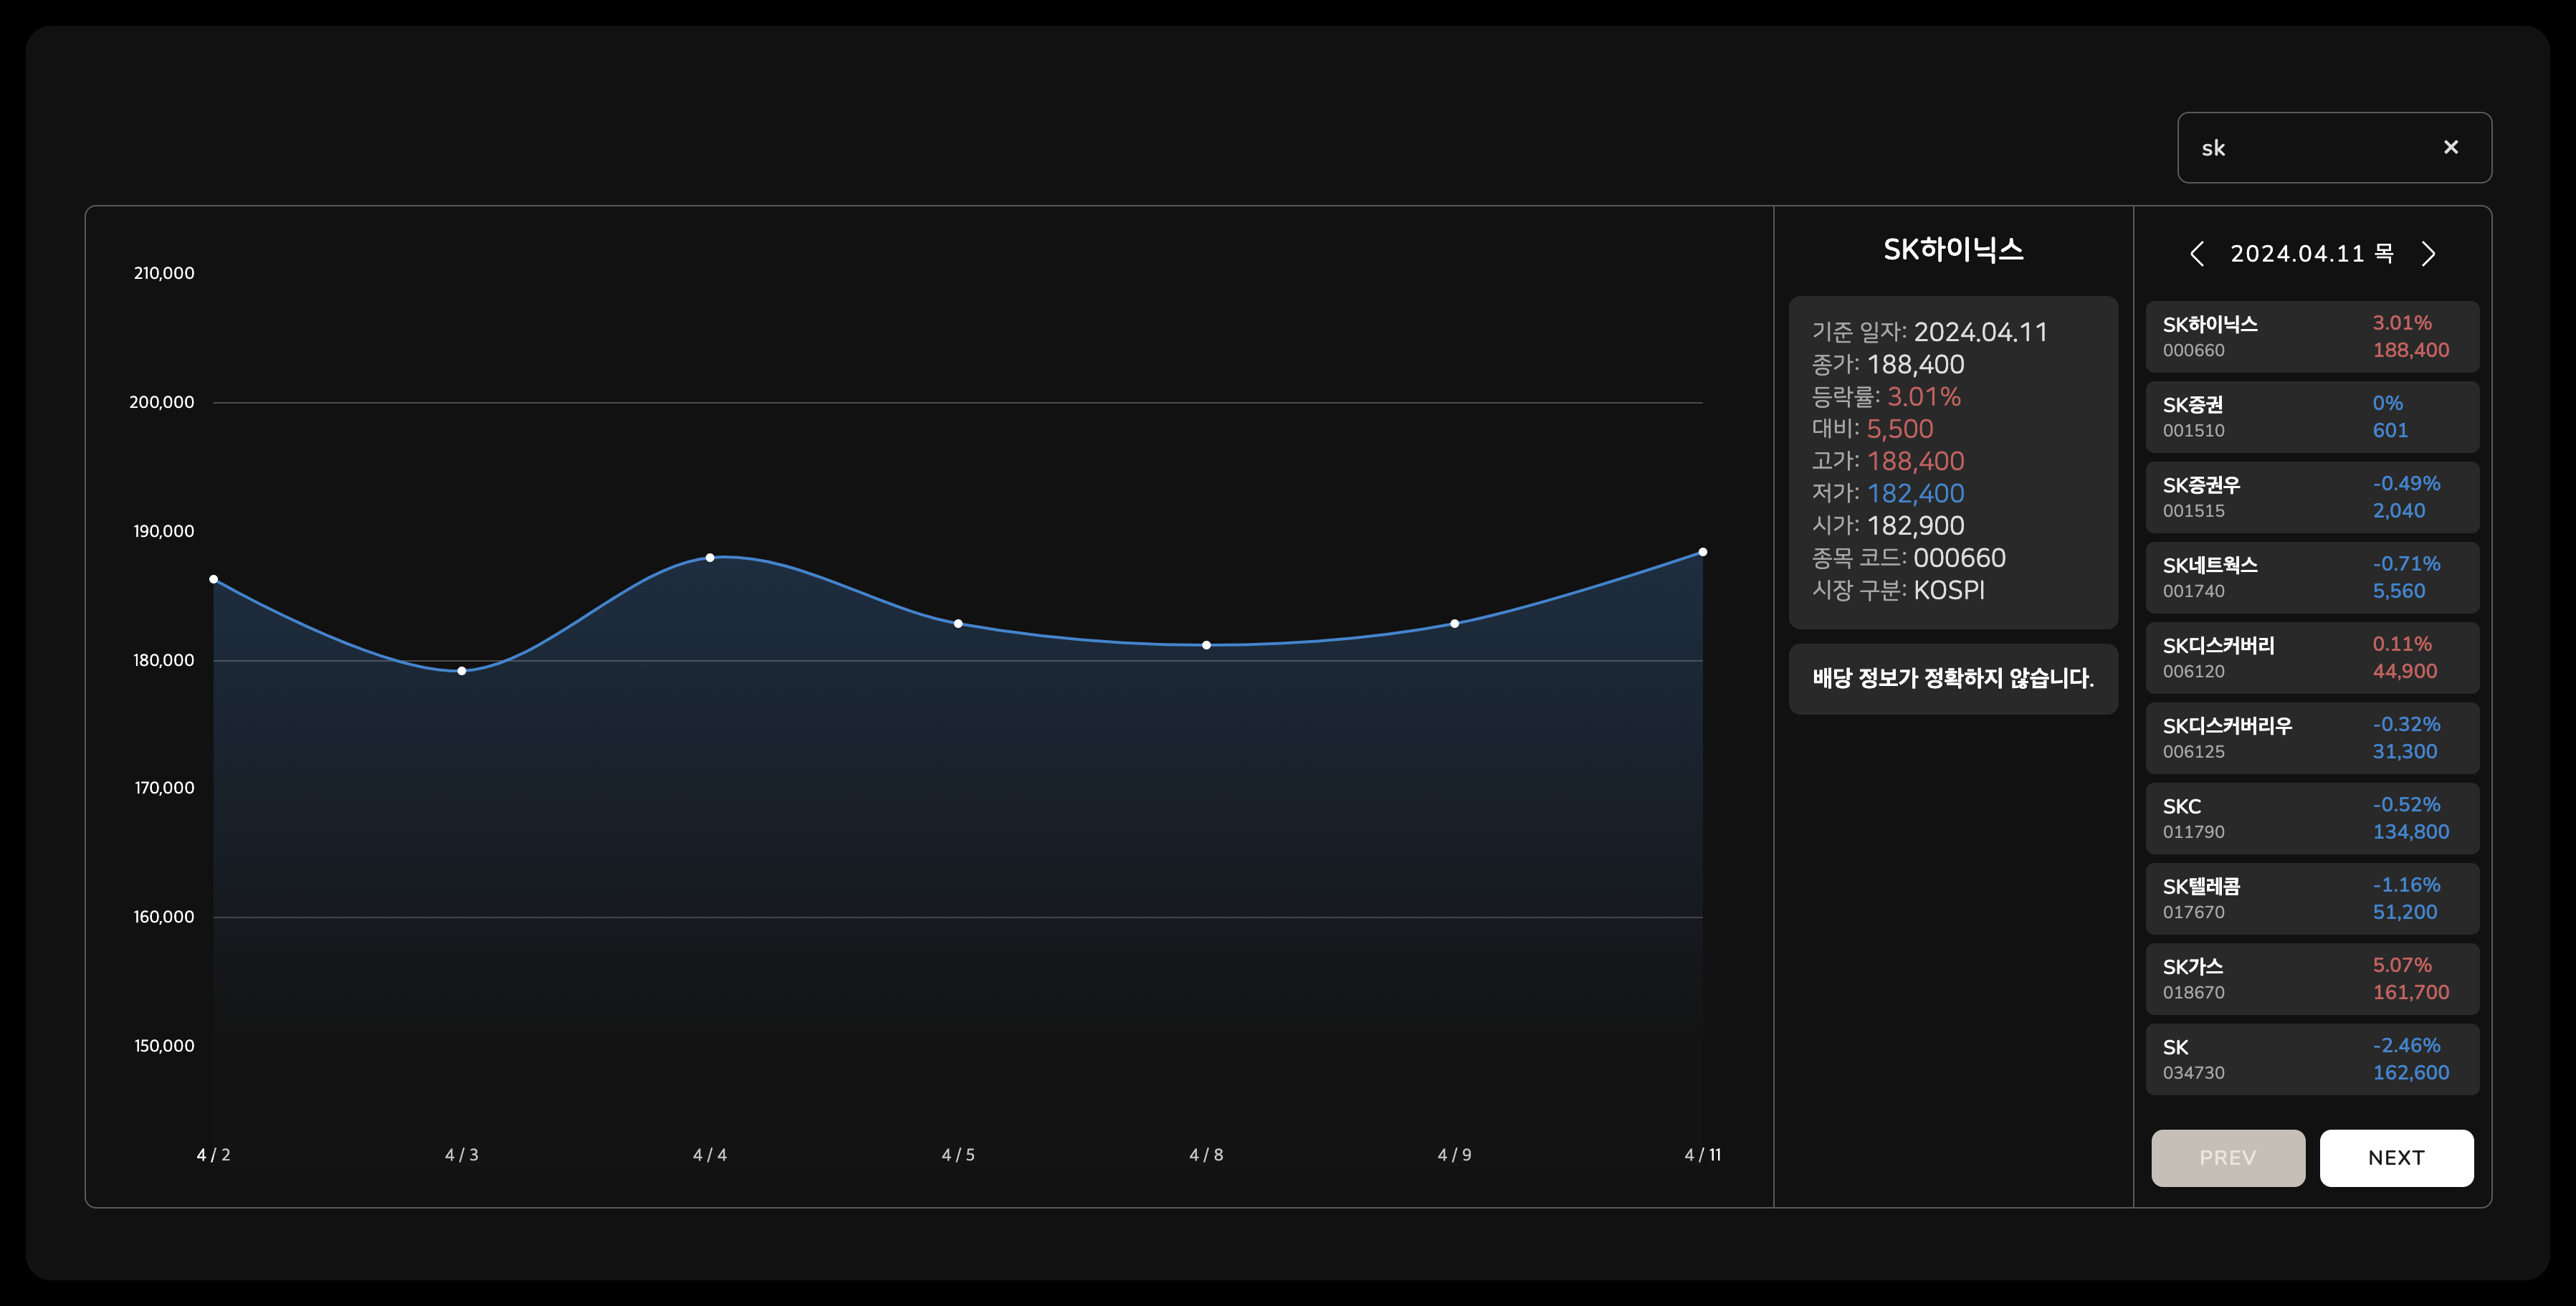 sk
210,000
200,000
190,000
180,000
170,000
160,000
150,000
4 / 2
4 / 3
4 / 4
4 / 5
4 / 8
4 / 9
4 / 11
SK하이닉스
기준 일자: 2024.04.11
종가: 188,400
등락률: 3.01%
대비: 5,500
고가: 188,400
저가: 182,400
시가: 182,900
종목 코드: 000660
시장 구분: KOSPI
배당 정보가 정확하지 않습니다.
2024.04.11 목
SK하이닉스 3.01%
000660 188,400
SK증권 0%
001510 601
SK증권우 -0.49%
001515 2,040
SK네트웍스 -0.71%
001740 5,560
SK디스커버리 0.11%
006120 44,900
SK디스커버리우 -0.32%
006125 31,300
SKC -0.52%
011790 134,800
SK텔레콤 -1.16%
017670 51,200
SK가스 5.07%
018670 161,700
SK -2.46%
034730 162,600
PREV NEXT